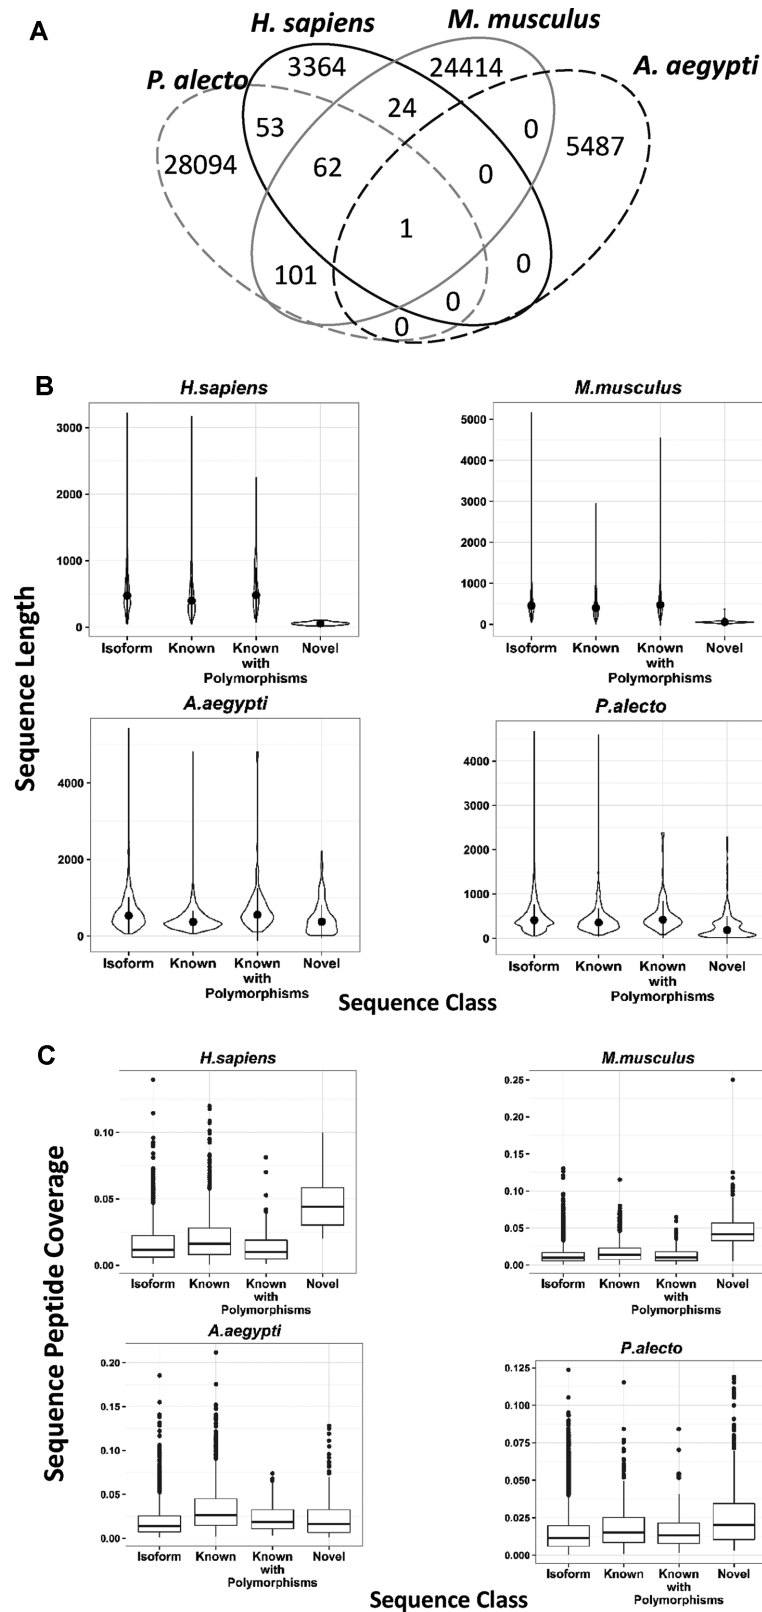 A
H. sapiens
M. musculus
P. alecto
A. aegypti
3364
24414
53
24
0
5487
28094
62
0
1
101
0
0
0
B
H.sapiens
M.musculus
Sequence Length
3000
2000
1000
0
Isoform Known Known with Polymorphisms Novel
5000
4000
3000
2000
1000
0
Isoform Known Known with Polymorphisms Novel
A.aegypti
P.alecto
4000
2000
0
Isoform Known Known with Polymorphisms Novel
4000
3000
2000
1000
0
Isoform Known Known with Polymorphisms Novel
Sequence Class
C
H.sapiens
M.musculus
Sequence Peptide Coverage
0.10
0.05
0.00
Isoform Known Known with Polymorphisms Novel
0.25
0.20
0.15
0.10
0.05
0.00
Isoform Known Known with Polymorphisms Novel
A.aegypti
P.alecto
0.20
0.15
0.10
0.05
0.00
Isoform Known Known with Polymorphisms Novel
0.125
0.100
0.075
0.050
0.025
0.000
Isoform Known Known with Polymorphisms Novel
Sequence Class